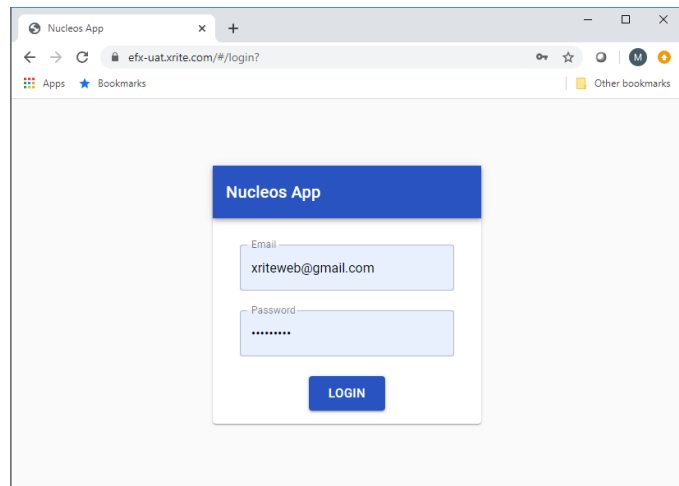 Nucleos App
efx-uat.xrite.com/#/login?
M
Apps Bookmarks Other bookmarks
Nucleos App
Email
xriteweb@gmail.com
Password
•••••••••
LOGIN